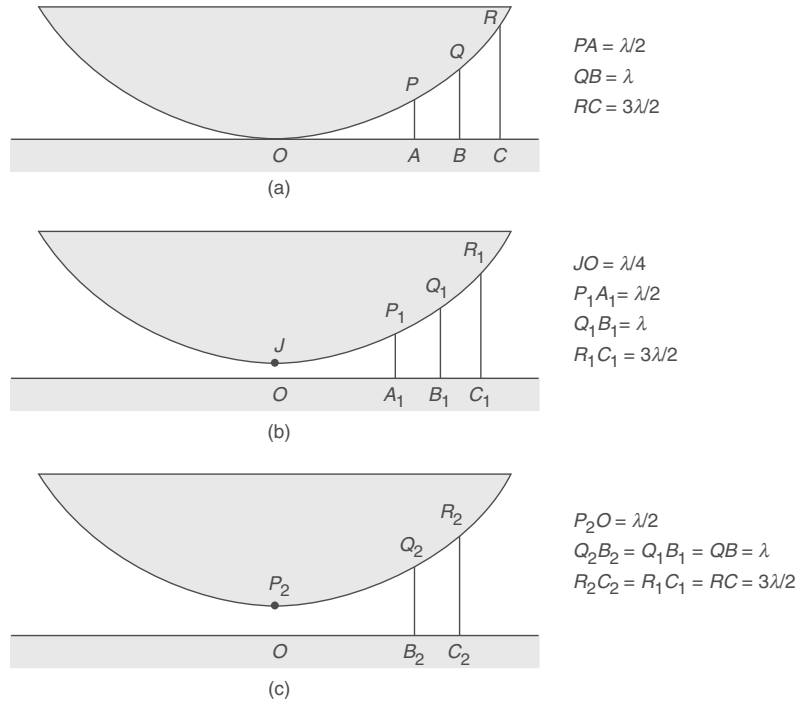 R
Q
P
O A B C
(a)
PA = λ/2
QB = λ
RC = 3λ/2
R₁
Q₁
P₁
J
O A₁ B₁ C₁
(b)
JO = λ/4
P₁A₁ = λ/2
Q₁B₁ = λ
R₁C₁ = 3λ/2
R₂
Q₂
P₂
O B₂ C₂
(c)
P₂O = λ/2
Q₂B₂ = Q₁B₁ = QB = λ
R₂C₂ = R₁C₁ = RC = 3λ/2